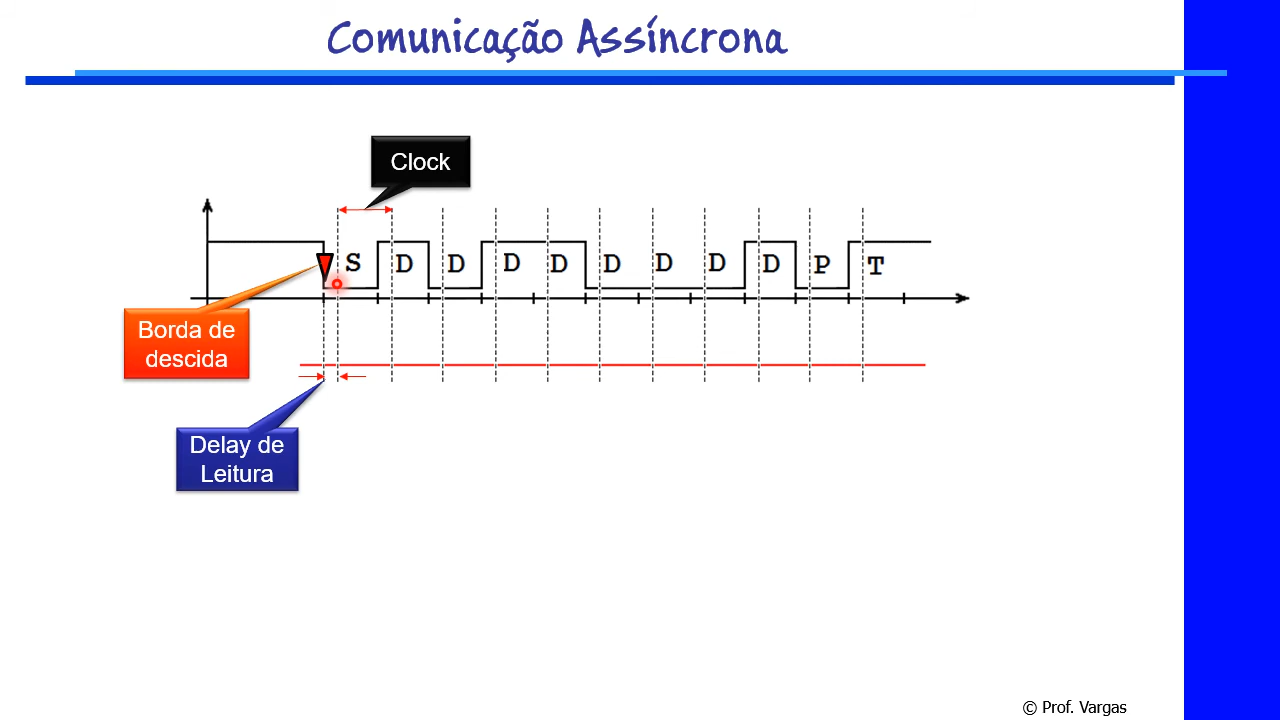 Comunicação Assíncrona
Clock
S D D D D D D D D P T
Borda de
descida
Delay de
Leitura
© Prof. Vargas